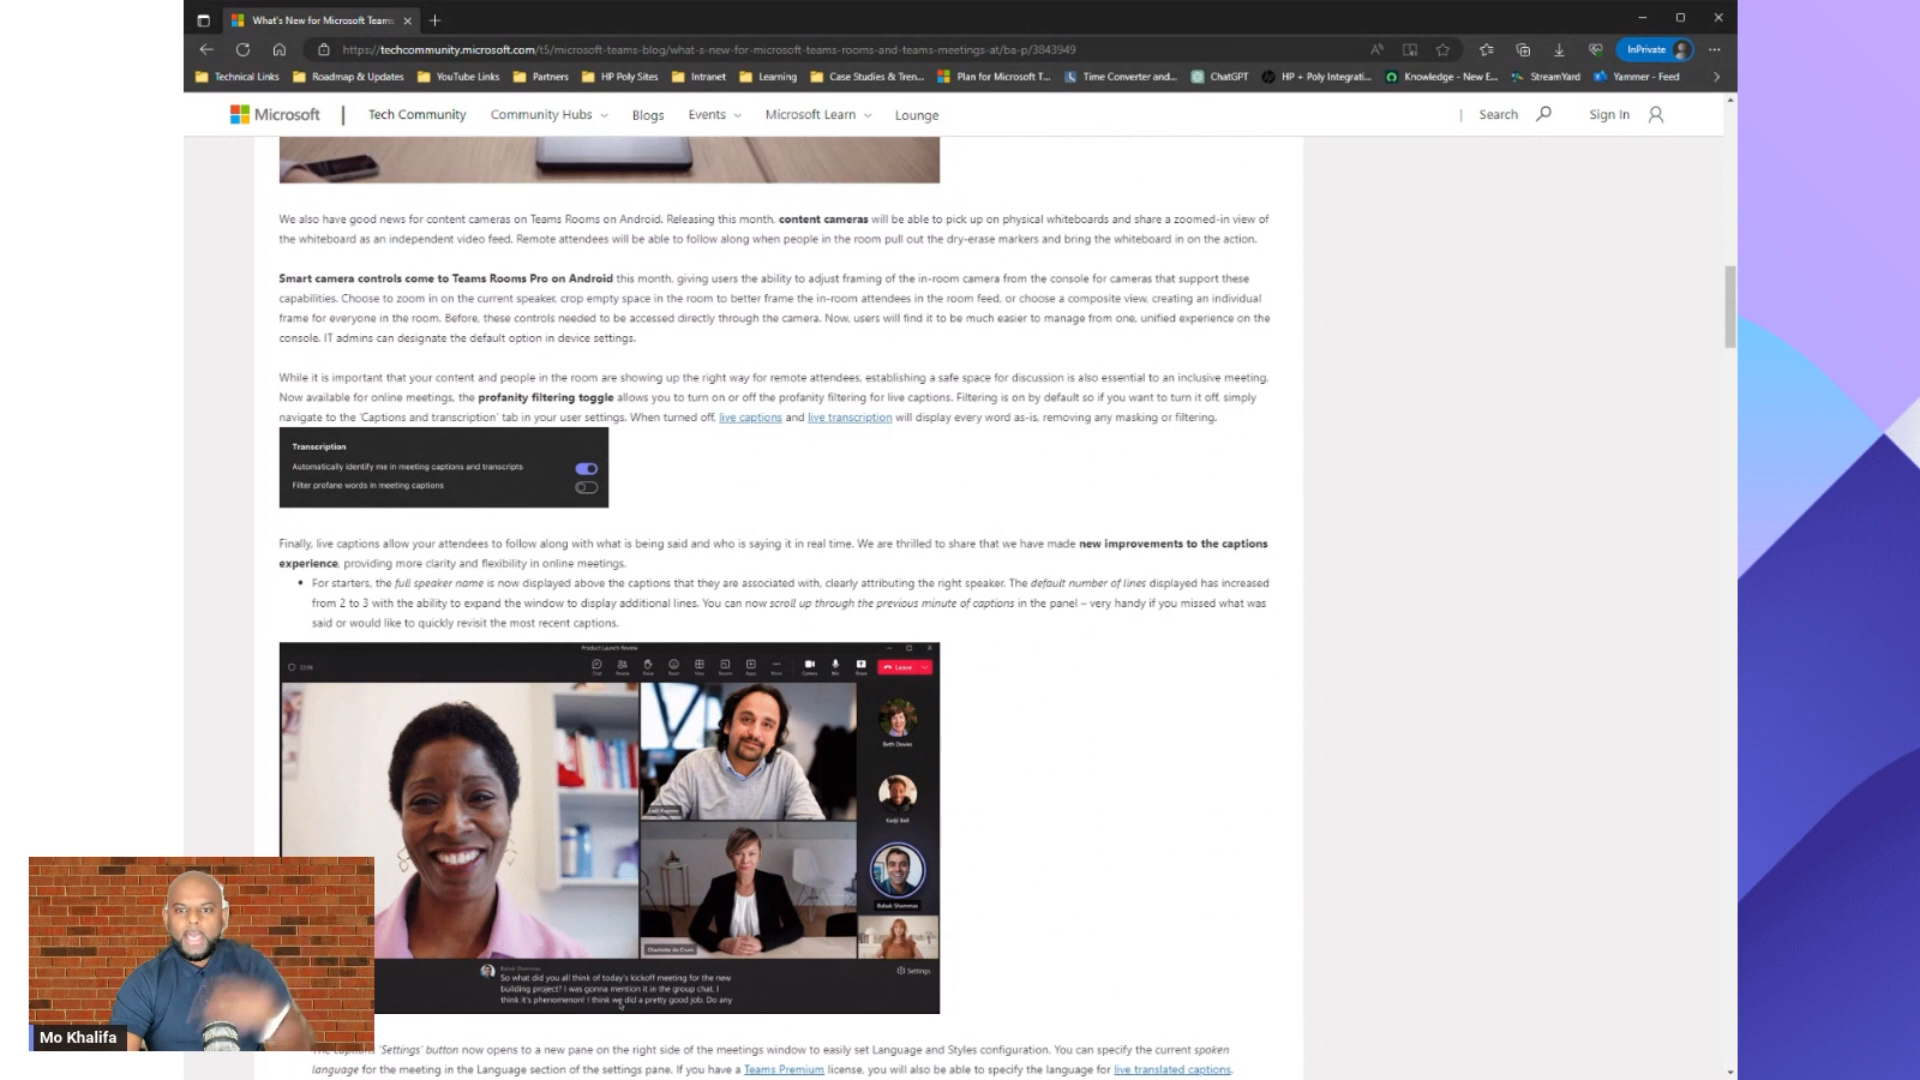 What's New for Microsoft Teams
https://techcommunity.microsoft.com/t5/microsoft-teams-blog/what-s-new-for-microsoft-teams-rooms-and-teams-meetings-at/ba-p/3843949
InPrivate
Technical Links
Roadmap & Updates
YouTube Links
Partners
HP Poly Sites
Intranet
Learning
Case Studies & Tren...
Plan for Microsoft T...
Time Converter and...
ChatGPT
HP + Poly Integrati...
Knowledge - New E...
StreamYard
Yammer - Feed
Microsoft
Tech Community
Community Hubs
Blogs
Events
Microsoft Learn
Lounge
Search
Sign In
We also have good news for content cameras on Teams Rooms on Android. Releasing this month, content cameras will be able to pick up on physical whiteboards and share a zoomed-in view of
the whiteboard as an independent video feed. Remote attendees will be able to follow along when people in the room pull out the dry-erase markers and bring the whiteboard in on the action.
Smart camera controls come to Teams Rooms Pro on Android this month, giving users the ability to adjust framing of the in-room camera from the console for cameras that support these
capabilities. Choose to zoom in on the current speaker, crop empty space in the room to better frame the in-room attendees in the room feed, or choose a composite view, creating an individual
frame for everyone in the room. Before, these controls needed to be accessed directly through the camera. Now, users will find it to be much easier to manage from one, unified experience on the
console. IT admins can designate the default option in device settings.
While it is important that your content and people in the room are showing up the right way for remote attendees, establishing a safe space for discussion is also essential to an inclusive meeting.
Now available for online meetings, the profanity filtering toggle allows you to turn on or off the profanity filtering for live captions. Filtering is on by default so if you want to turn it off, simply
navigate to the 'Captions and transcription' tab in your user settings. When turned off, live captions and live transcription will display every word as-is, removing any masking or filtering.
Transcription
Automatically identify me in meeting captions and transcripts
Filter profane words in meeting captions
Finally, live captions allow your attendees to follow along with what is being said and who is saying it in real time. We are thrilled to share that we have made new improvements to the captions
experience, providing more clarity and flexibility in online meetings.
• For starters, the full speaker name is now displayed above the captions that they are associated with, clearly attributing the right speaker. The default number of lines displayed has increased
from 2 to 3 with the ability to expand the window to display additional lines. You can now scroll up through the previous minute of captions in the panel – very handy if you missed what was
said or would like to quickly revisit the most recent captions.
Product Launch Review
Chat
People
Raise
React
View
Rooms
Apps
More
Camera
Mic
Share
Leave
Beth Davies
Kadji Bell
Babak Shammas
Charlotte de Crum
Babak Shammas
So what did you all think of today's kickoff meeting for the new
building project? I was gonna mention it in the group chat. I
think it's phenomenon! I think we did a pretty good job. Do any
Settings
Mo Khalifa
'Settings' button now opens to a new pane on the right side of the meetings window to easily set Language and Styles configuration. You can specify the current spoken
language for the meeting in the Language section of the settings pane. If you have a Teams Premium license, you will also be able to specify the language for live translated captions.